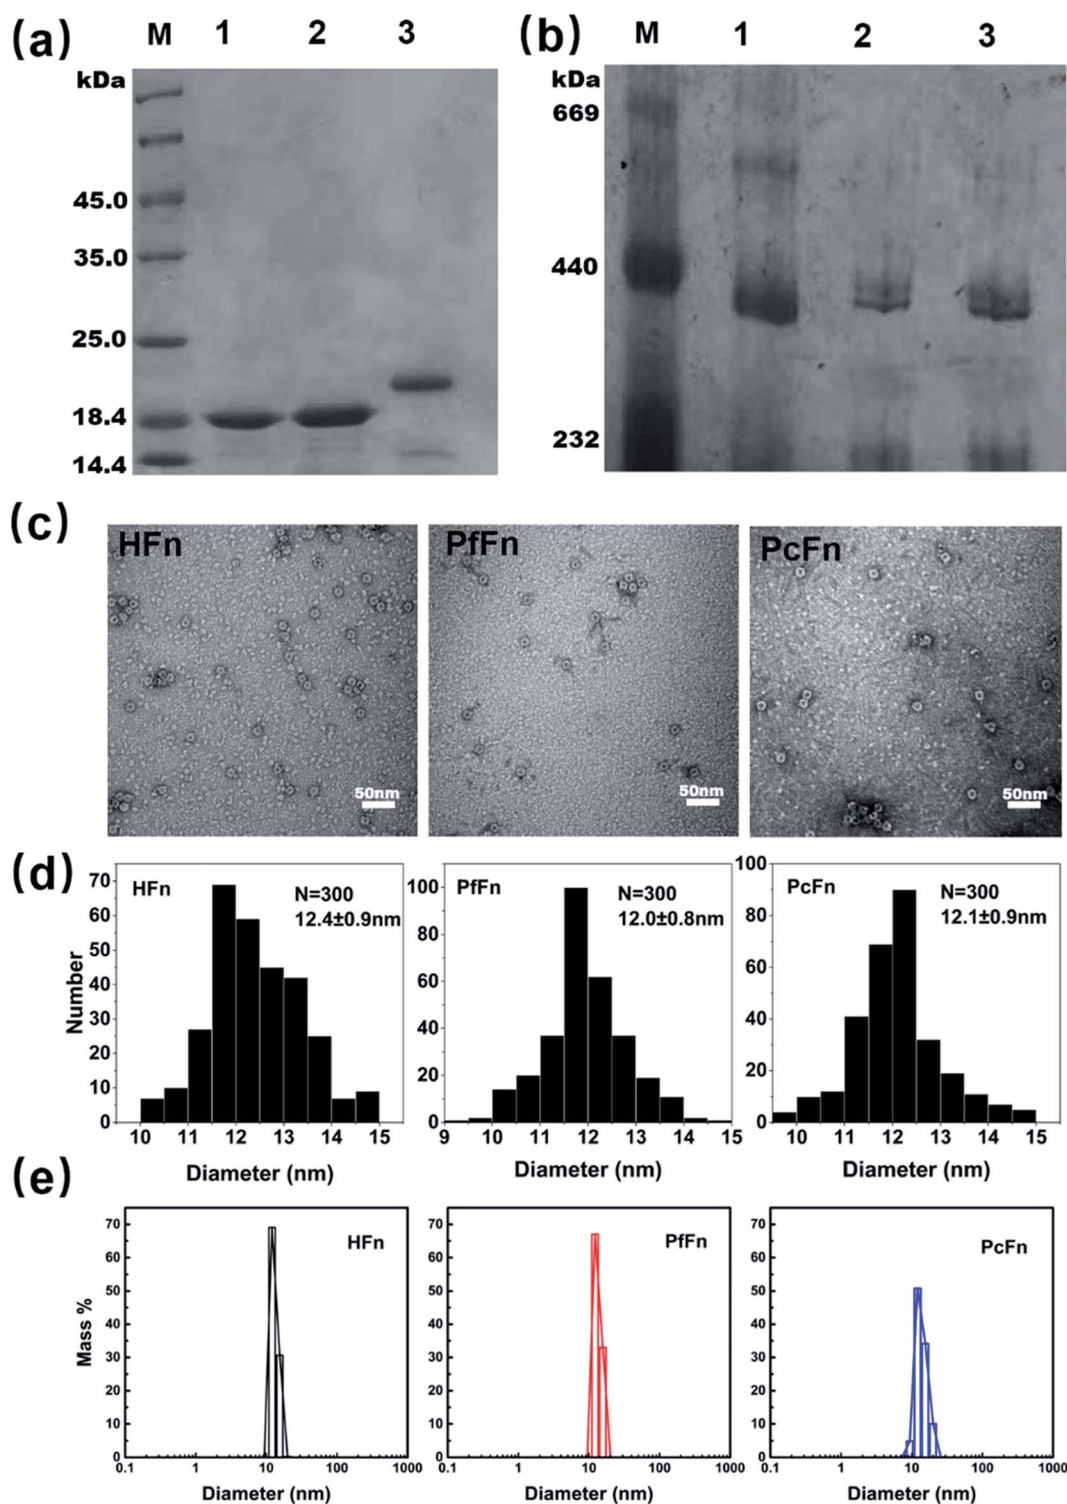 (a) M 1 2 3
kDa
45.0
35.0
25.0
18.4
14.4
(b) M 1 2 3
kDa
669
440
232
(c)
HFn
50nm
PfFn
50nm
PcFn
50nm
(d)
Number
70
60
50
40
30
20
10
0
HFn
N=300
12.4±0.9nm
10 11 12 13 14 15
Diameter (nm)
100
80
60
40
20
0
PfFn
N=300
12.0±0.8nm
9 10 11 12 13 14 15
Diameter (nm)
100
80
60
40
20
0
PcFn
N=300
12.1±0.9nm
10 11 12 13 14 15
Diameter (nm)
(e)
Mass %
70
60
50
40
30
20
10
0
HFn
0.1 1 10 100 1000
Diameter (nm)
70
60
50
40
30
20
10
0
PfFn
0.1 1 10 100 1000
Diameter (nm)
70
60
50
40
30
20
10
0
PcFn
0.1 1 10 100 1000
Diameter (nm)